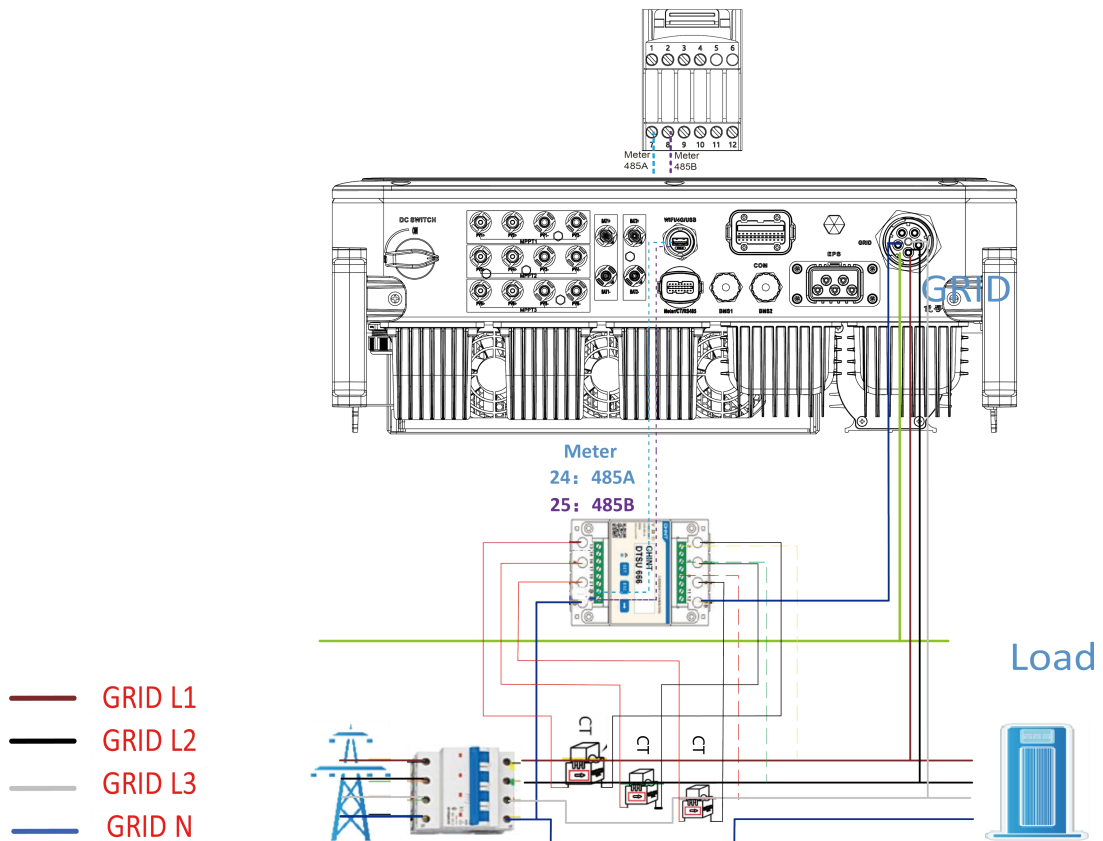 1 2 3 4 5 6
7 8 9 10 11 12
Meter
485A
Meter
485B
DC SWITCH
MPPT1
MPPT2
MPPT3
BAT1-
WIFI/4G/USB
Meter/CT/RS485
COM
BMS1
BMS2
GRID
EPS
GRID
Meter
24: 485A
25: 485B
CHINT
DTSU 666
Load
GRID L1
GRID L2
GRID L3
GRID N
CT
CT
CT